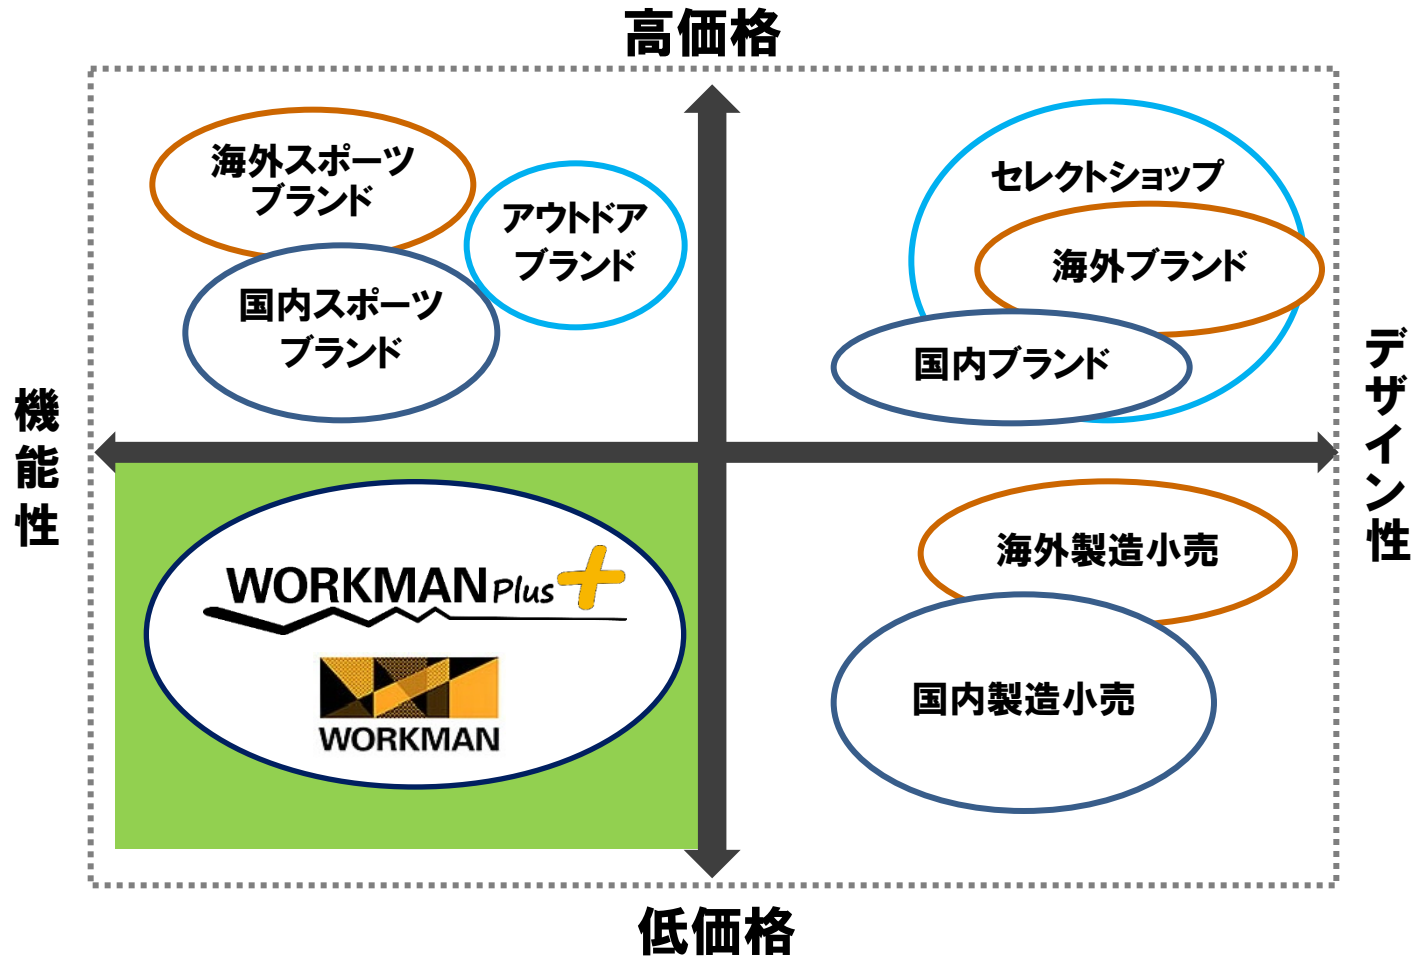 高価格
海外スポーツ
ブランド
アウトドア
ブランド
国内スポーツ
ブランド
セレクトショップ
海外ブランド
国内ブランド
機能性
デザイン性
WORKMAN Plus
WORKMAN
海外製造小売
国内製造小売
低価格